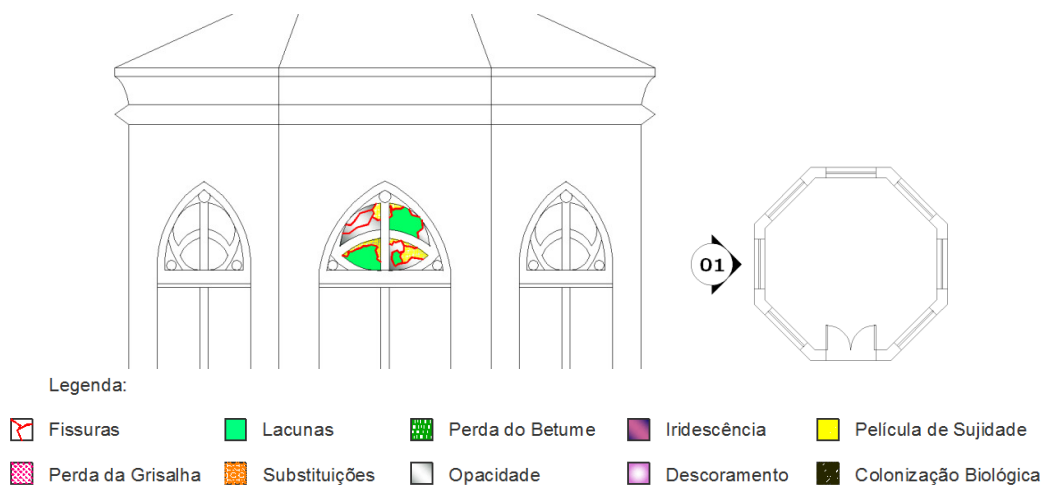 01
Legenda:
Fissuras
Lacunas
Perda do Betume
Iridescência
Película de Sujidade
Perda da Grisalha
Substituições
Opacidade
Descoramento
Colonização Biológica